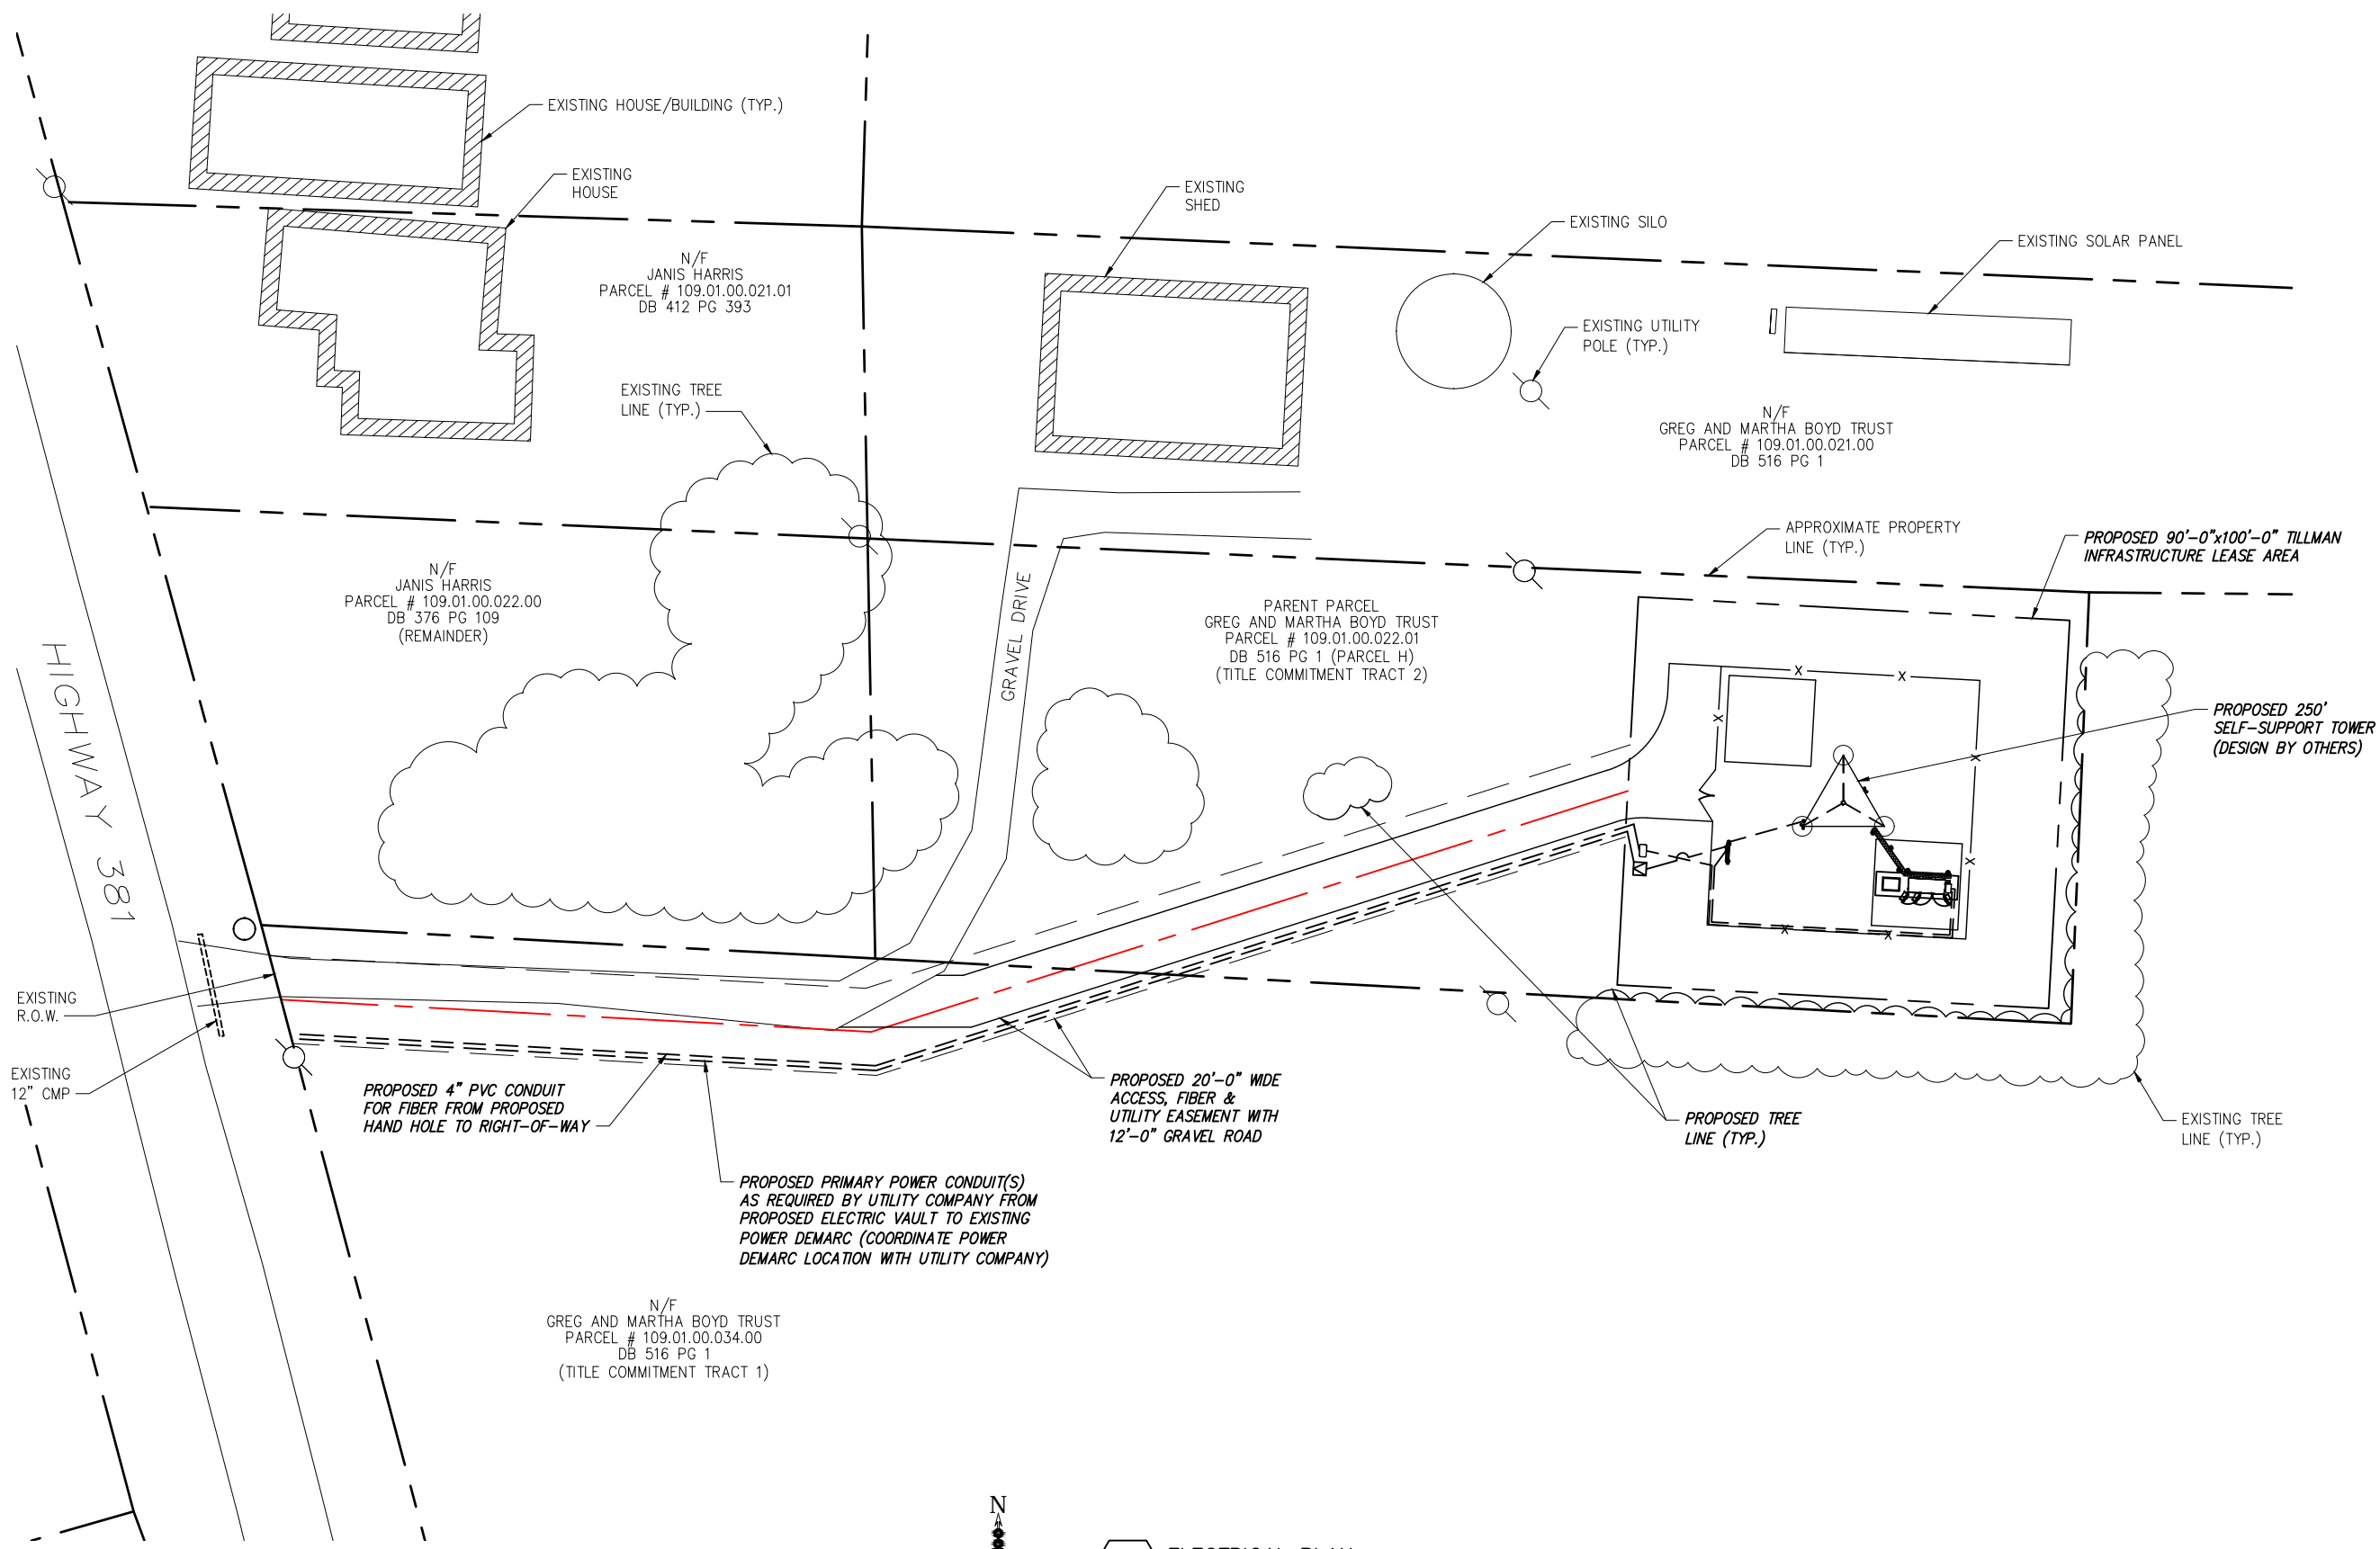 EXISTING HOUSE/BUILDING (TYP.)
EXISTING
HOUSE
EXISTING
SHED
EXISTING SILO
EXISTING SOLAR PANEL
N/F
JANIS HARRIS
PARCEL # 109.01.00.021.01
DB 412 PG 393
EXISTING UTILITY
POLE (TYP.)
EXISTING TREE
LINE (TYP.)
N/F
GREG AND MARTHA BOYD TRUST
PARCEL # 109.01.00.021.00
DB 516 PG 1
APPROXIMATE PROPERTY
LINE (TYP.)
PROPOSED 90'-0"x100'-0" TILLMAN
INFRASTRUCTURE LEASE AREA
N/F
JANIS HARRIS
PARCEL # 109.01.00.022.00
DB 376 PG 109
(REMAINDER)
GRAVEL DRIVE
PARENT PARCEL
GREG AND MARTHA BOYD TRUST
PARCEL # 109.01.00.022.01
DB 516 PG 1 (PARCEL H)
(TITLE COMMITMENT TRACT 2)
HIGHWAY 381
PROPOSED 250'
SELF-SUPPORT TOWER
(DESIGN BY OTHERS)
X
X
X
X
X
X
X
EXISTING
R.O.W.
EXISTING
12" CMP
PROPOSED 4" PVC CONDUIT
FOR FIBER FROM PROPOSED
HAND HOLE TO RIGHT-OF-WAY
PROPOSED 20'-0" WIDE
ACCESS, FIBER &
UTILITY EASEMENT WITH
12'-0" GRAVEL ROAD
PROPOSED TREE
LINE (TYP.)
EXISTING TREE
LINE (TYP.)
PROPOSED PRIMARY POWER CONDUIT(S)
AS REQUIRED BY UTILITY COMPANY FROM
PROPOSED ELECTRIC VAULT TO EXISTING
POWER DEMARC (COORDINATE POWER
DEMARC LOCATION WITH UTILITY COMPANY)
N/F
GREG AND MARTHA BOYD TRUST
PARCEL # 109.01.00.034.00
DB 516 PG 1
(TITLE COMMITMENT TRACT 1)
N
ELECTRICAL PLAN